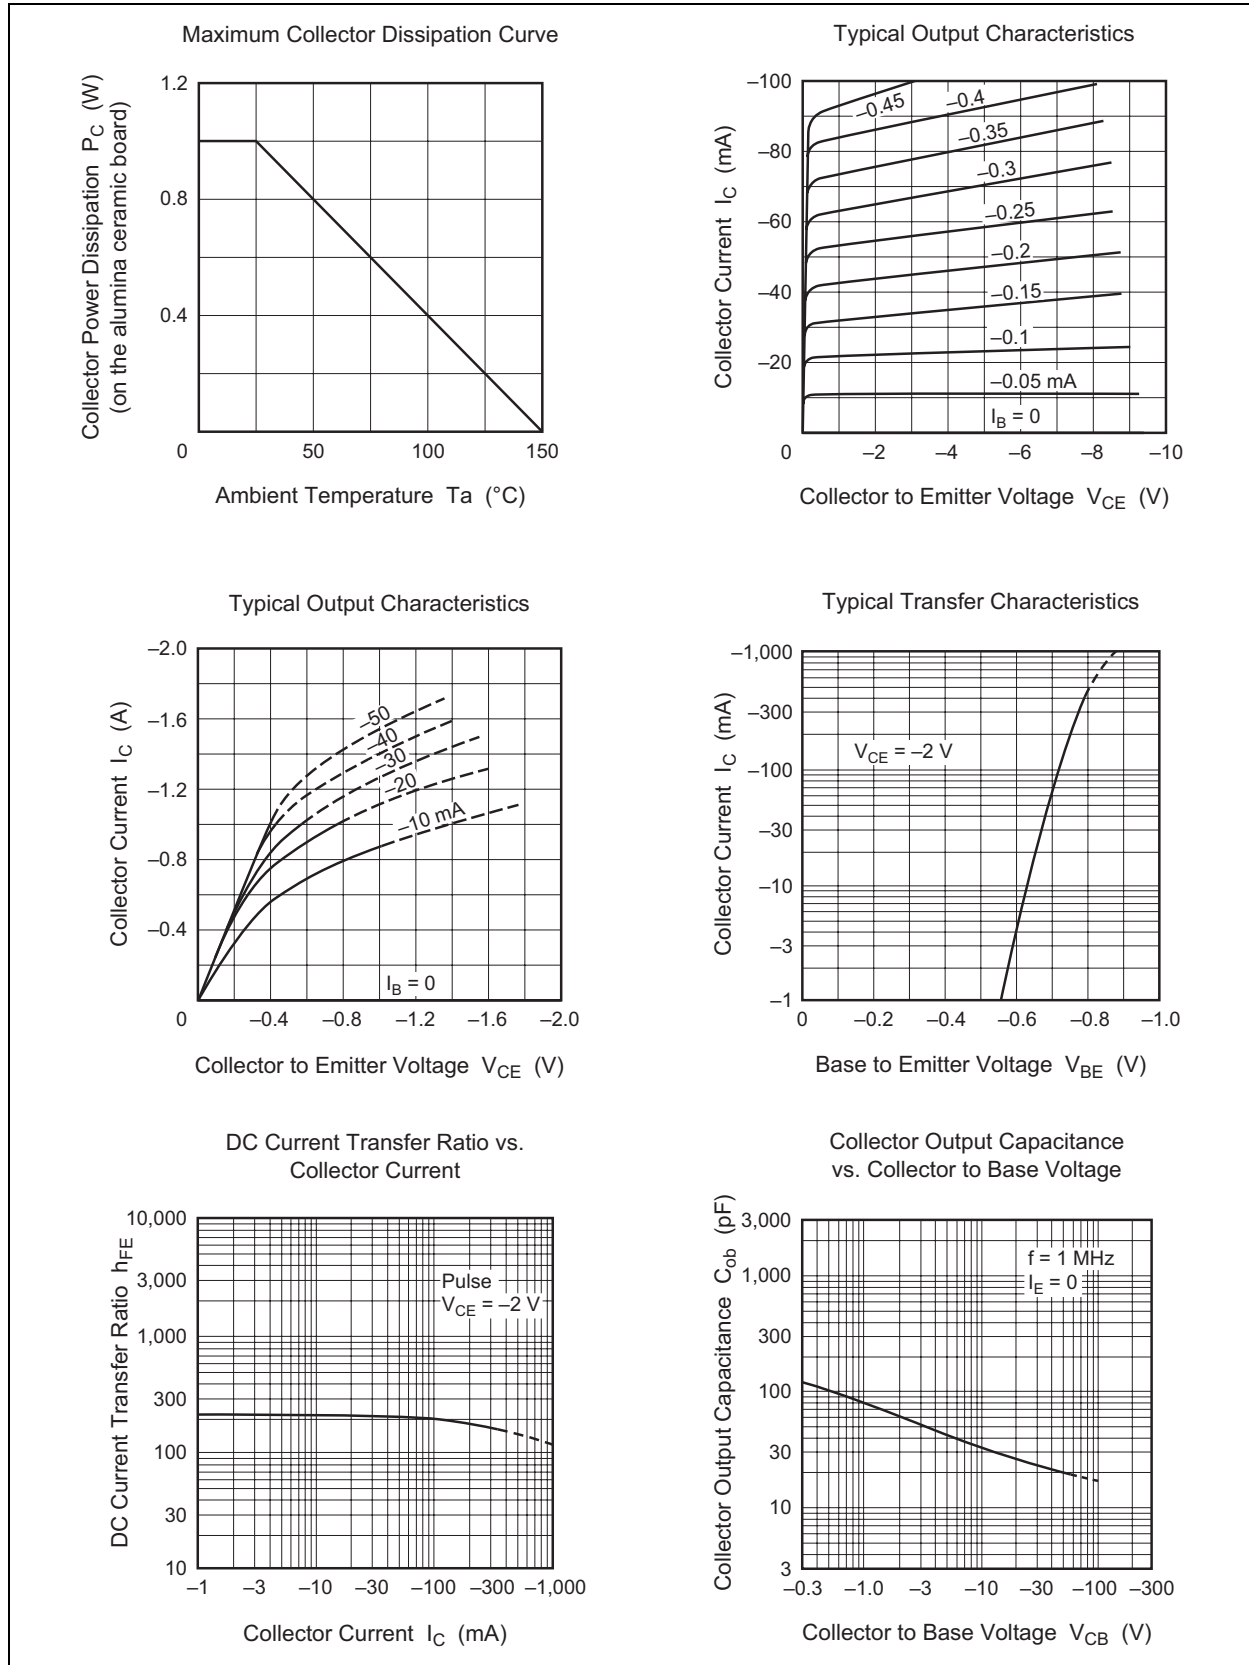 Maximum Collector Dissipation Curve
Collector Power Dissipation P_C (W)
(on the alumina ceramic board)
1.2
0.8
0.4
0
50
100
150
Ambient Temperature Ta (°C)
Typical Output Characteristics
Collector Current I_C (mA)
–100
–80
–60
–40
–20
–0.45
–0.4
–0.35
–0.3
–0.25
–0.2
–0.15
–0.1
–0.05 mA
I_B = 0
0
–2
–4
–6
–8
–10
Collector to Emitter Voltage V_CE (V)
Typical Output Characteristics
Collector Current I_C (A)
–2.0
–1.6
–1.2
–0.8
–0.4
–50
–40
–30
–20
–10 mA
I_B = 0
0
–0.4
–0.8
–1.2
–1.6
–2.0
Collector to Emitter Voltage V_CE (V)
Typical Transfer Characteristics
Collector Current I_C (mA)
–1,000
–300
–100
–30
–10
–3
–1
V_CE = –2 V
0
–0.2
–0.4
–0.6
–0.8
–1.0
Base to Emitter Voltage V_BE (V)
DC Current Transfer Ratio vs.
Collector Current
DC Current Transfer Ratio h_FE
10,000
3,000
1,000
300
100
30
10
Pulse
V_CE = –2 V
–1
–3
–10
–30
–100
–300
–1,000
Collector Current I_C (mA)
Collector Output Capacitance
vs. Collector to Base Voltage
Collector Output Capacitance C_ob (pF)
3,000
1,000
300
100
30
10
3
f = 1 MHz
I_E = 0
–0.3
–1.0
–3
–10
–30
–100
–300
Collector to Base Voltage V_CB (V)